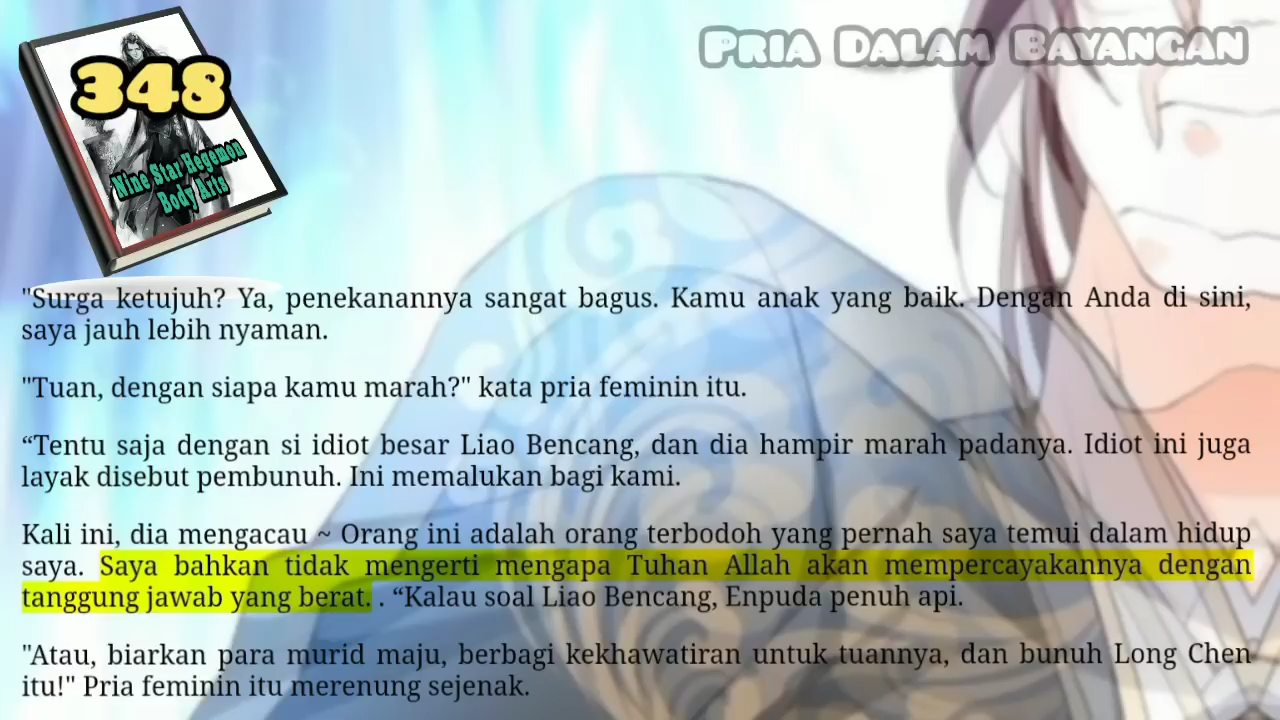 348
Nine Star Hegemon
Body Arts
Pria Dalam Bayangan
"Surga ketujuh? Ya, penekanannya sangat bagus. Kamu anak yang baik. Dengan Anda di sini,
saya jauh lebih nyaman.
"Tuan, dengan siapa kamu marah?" kata pria feminin itu.
“Tentu saja dengan si idiot besar Liao Bencang, dan dia hampir marah padanya. Idiot ini juga
layak disebut pembunuh. Ini memalukan bagi kami.
Kali ini, dia mengacau ~ Orang ini adalah orang terbodoh yang pernah saya temui dalam hidup
saya. Saya bahkan tidak mengerti mengapa Tuhan Allah akan mempercayakannya dengan
tanggung jawab yang berat. . “Kalau soal Liao Bencang, Enpuda penuh api.
"Atau, biarkan para murid maju, berbagi kekhawatiran untuk tuannya, dan bunuh Long Chen
itu!" Pria feminin itu merenung sejenak.